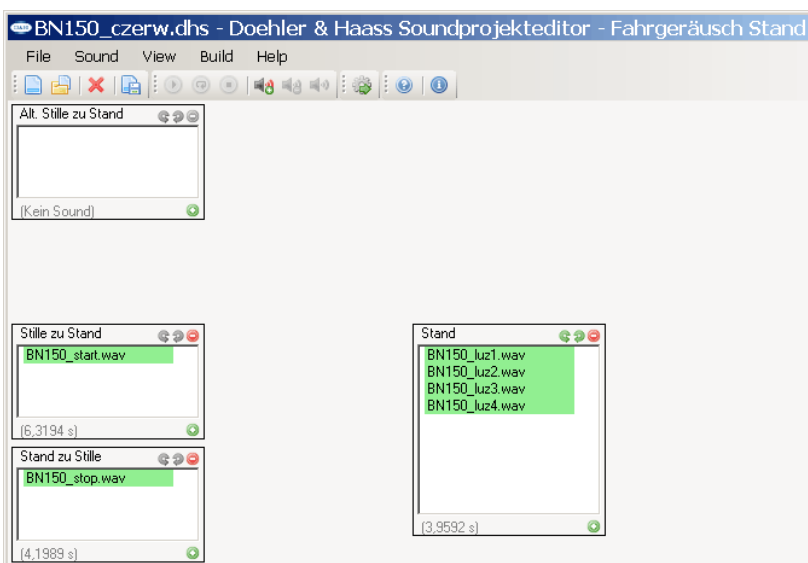 BN150_czerw.dhs - Doehler & Haass Soundprojekteditor - Fahrgeräusch Stand
File Sound View Build Help
Alt. Stille zu Stand
(Kein Sound)
Stille zu Stand
BN150_start.wav
(6,3194 s)
Stand zu Stille
BN150_stop.wav
(4,1989 s)
Stand
BN150_luz1.wav
BN150_luz2.wav
BN150_luz3.wav
BN150_luz4.wav
(3,9592 s)